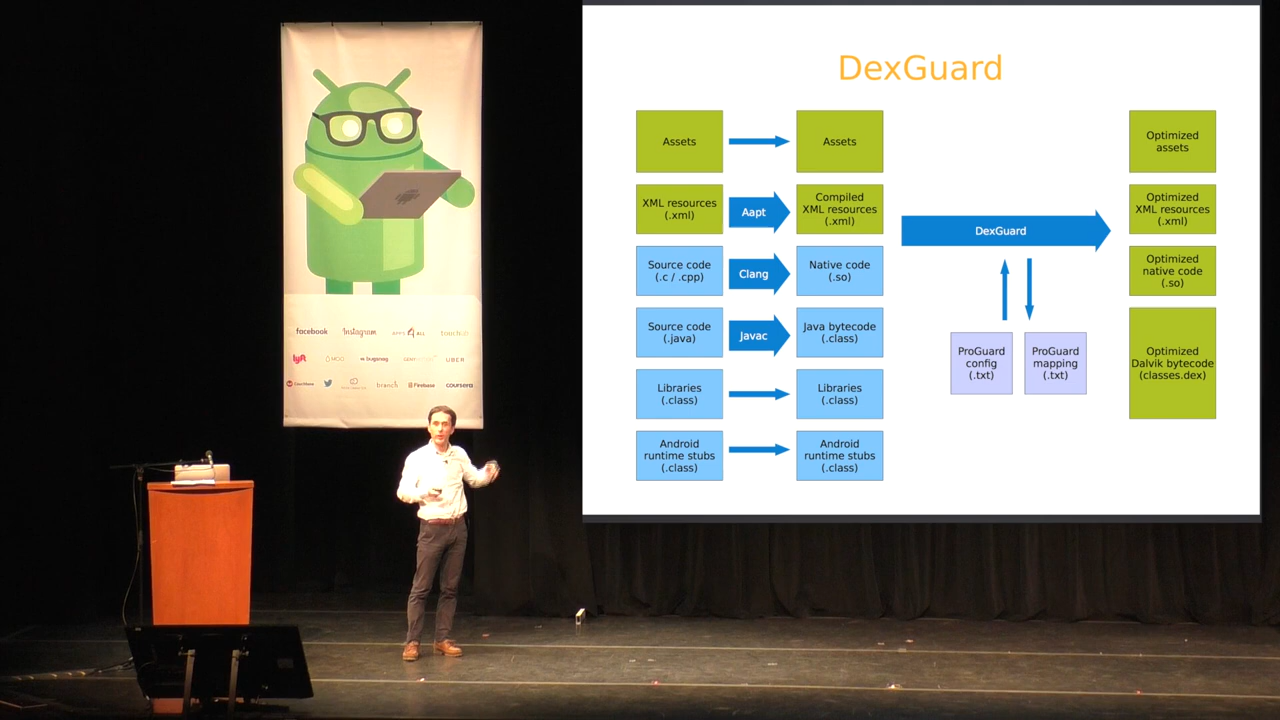 DexGuard
Assets
Assets
Optimized
assets
XML resources
(.xml)
Aapt
Compiled
XML resources
(.xml)
Optimized
XML resources
(.xml)
DexGuard
Source code
(.c / .cpp)
Clang
Native code
(.so)
Optimized
native code
(.so)
Source code
(.java)
Javac
Java bytecode
(.class)
ProGuard
config
(.txt)
ProGuard
mapping
(.txt)
Optimized
Dalvik bytecode
(classes.dex)
Libraries
(.class)
Libraries
(.class)
Android
runtime stubs
(.class)
Android
runtime stubs
(.class)
facebook Instagram APPS4ALL
lyft MOQ bugsnag UBER
branch Firebase coursera